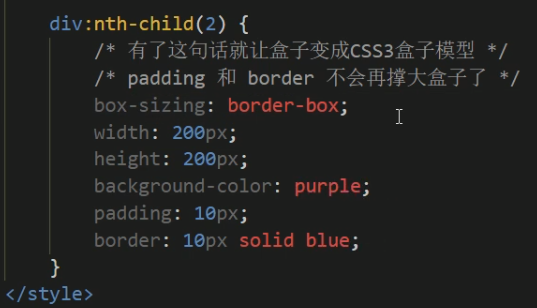 div:nth-child(2) {
/* 有了这句话就让盒子变成CSS3盒子模型 */
/* padding 和 border 不会再撑大盒子了 */
box-sizing: border-box;
width: 200px;
height: 200px;
background-color: purple;
padding: 10px;
border: 10px solid blue;
}
</style>